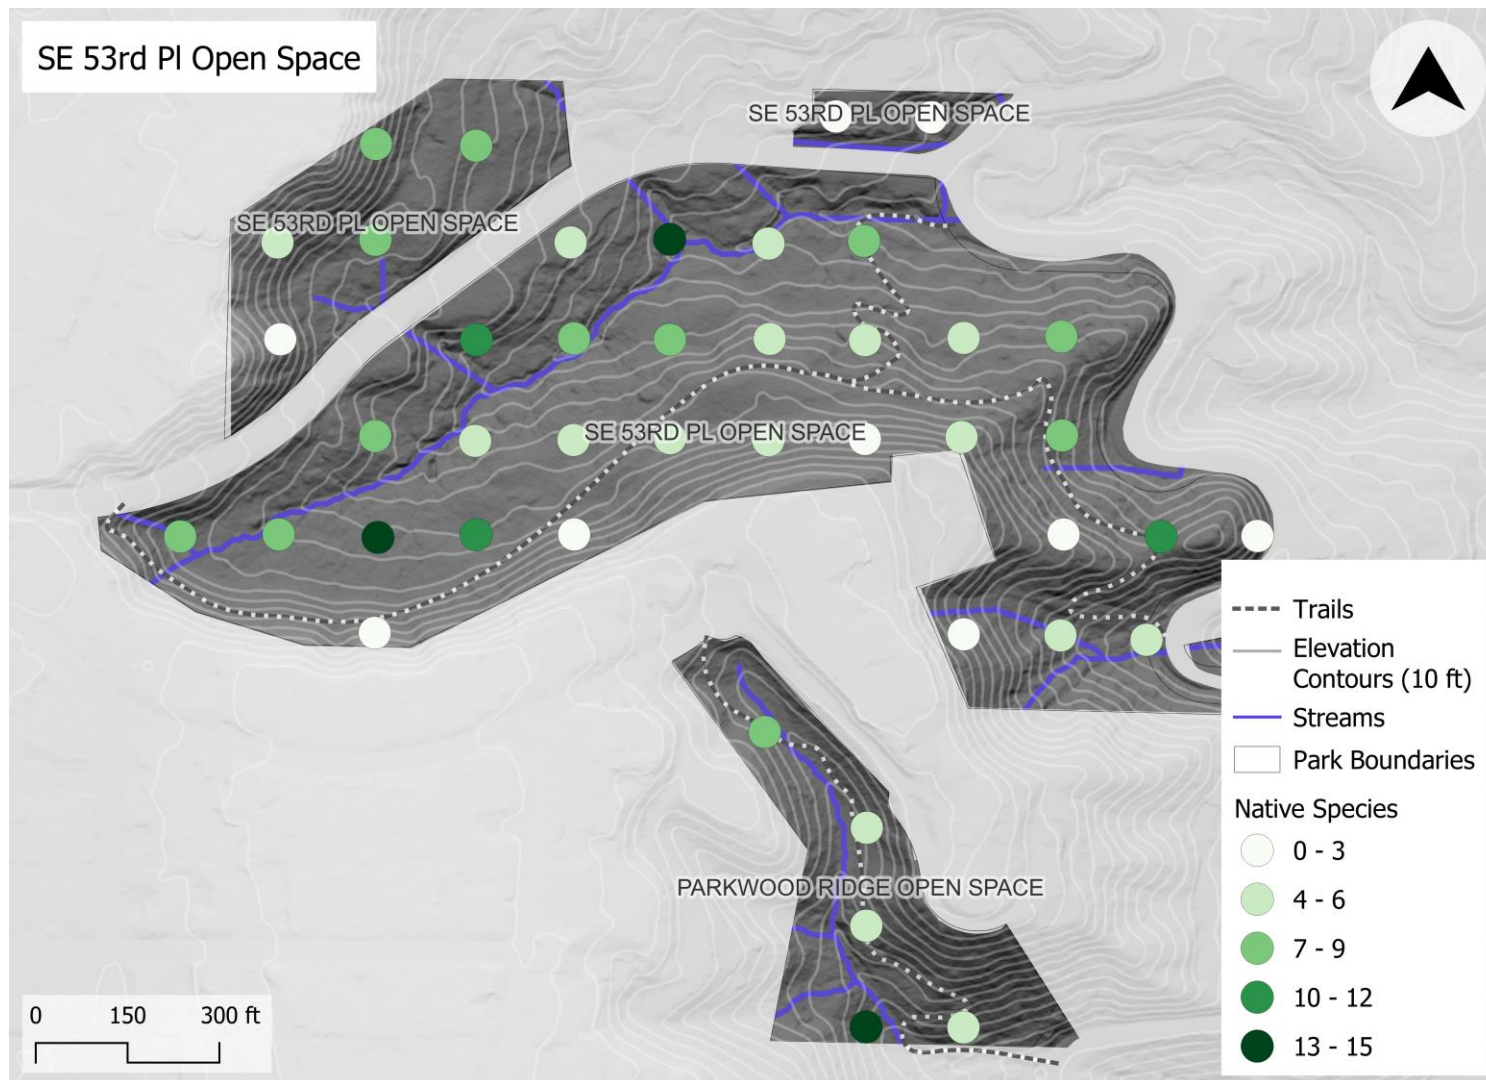 SE 53rd Pl Open Space
SE 53RD PL OPEN SPACE
SE 53RD PL OPEN SPACE
SE 53RD PL OPEN SPACE
PARKWOOD RIDGE OPEN SPACE
Trails
Elevation
Contours (10 ft)
Streams
Park Boundaries
Native Species
0 - 3
4 - 6
7 - 9
10 - 12
13 - 15
0 150 300 ft